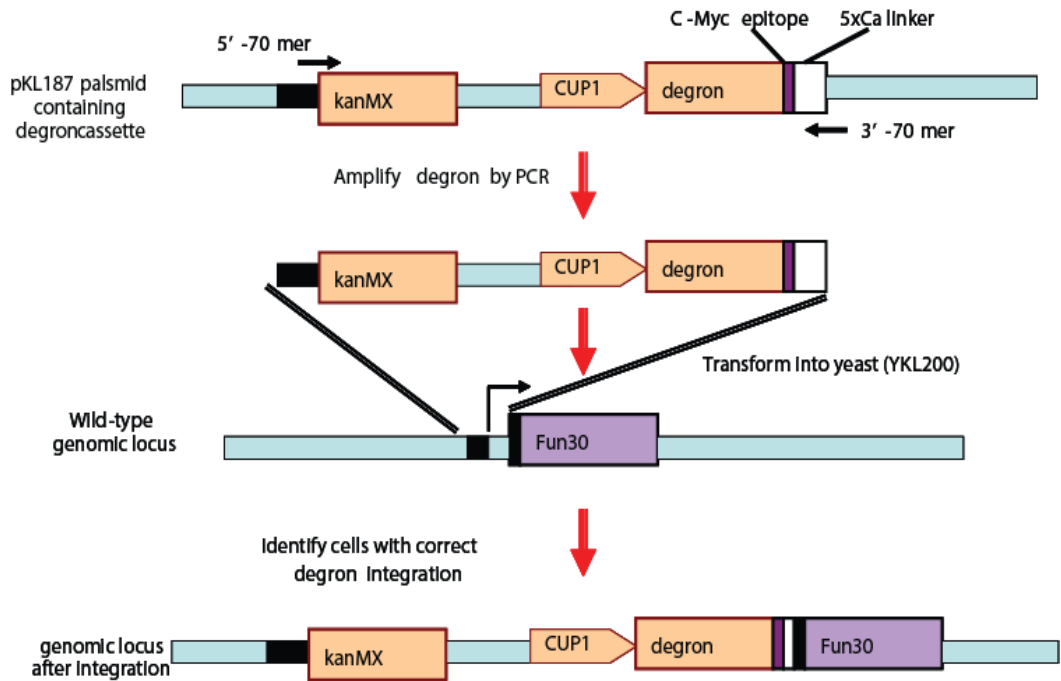 C-Myc epitope
5xCa linker
5' -70 mer
pKL187 palsmid
containing
degroncassette
kanMX
CUP1
degron
3' -70 mer
Amplify degron by PCR
kanMX
CUP1
degron
Transform into yeast (YKL200)
Wild-type
genomic locus
Fun30
Identify cells with correct
degron integration
genomic locus
after integration
kanMX
CUP1
degron
Fun30